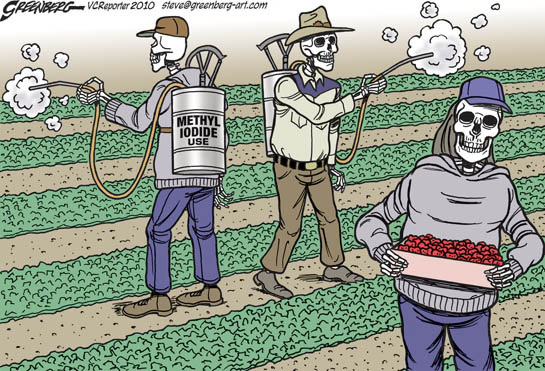 GREENBERG VCReporter 2010 steve@greenberg-art.com
METHYL
IODIDE
USE